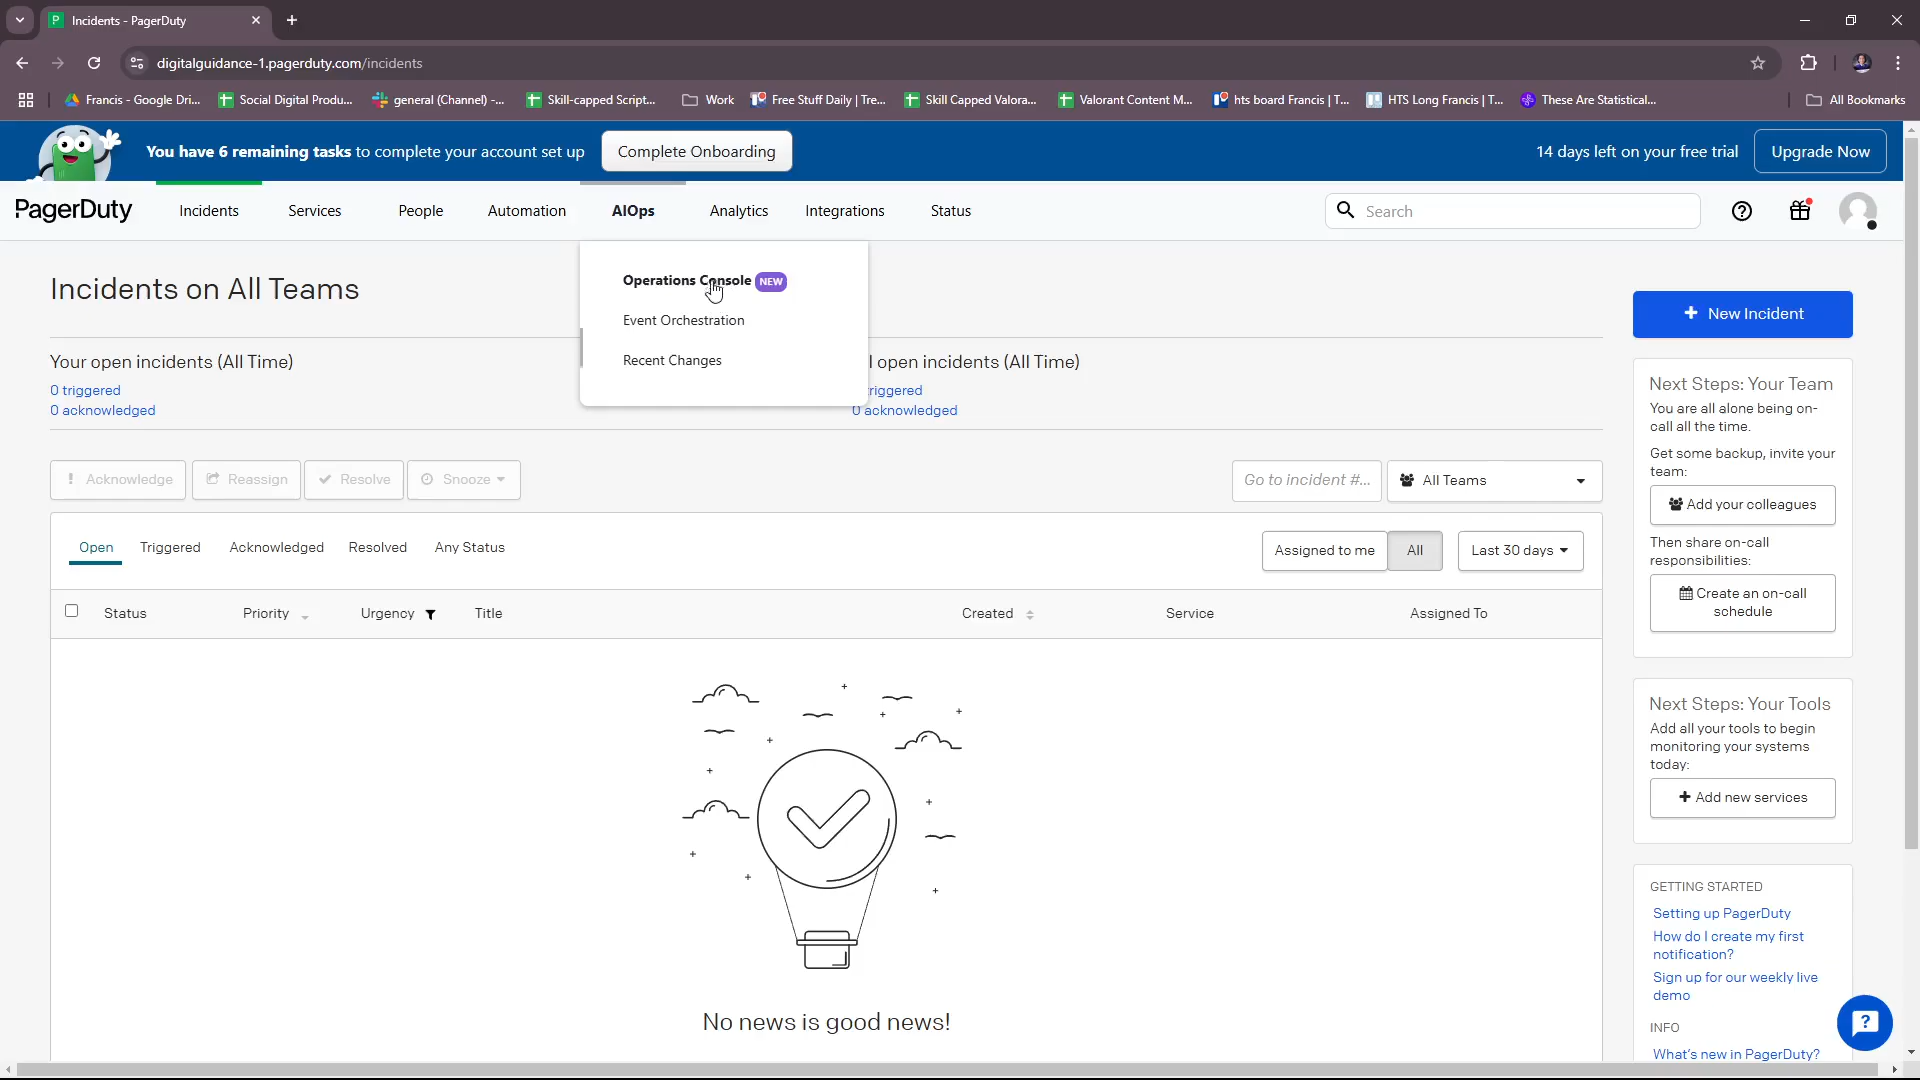 Incidents - PagerDuty
digitalguidance-1.pagerduty.com/incidents
Francis - Google Dri...
Social Digital Produ...
general (Channel) -...
Skill-capped Script...
Work
Free Stuff Daily | Tre...
Skill Capped Valora...
Valorant Content M...
hts board Francis | T...
HTS Long Francis | T...
These Are Statistical...
All Bookmarks
You have 6 remaining tasks to complete your account set up
Complete Onboarding
14 days left on your free trial
Upgrade Now
PagerDuty
Incidents
Services
People
Automation
AIOps
Analytics
Integrations
Status
Search
Operations Console NEW
Event Orchestration
Recent Changes
Incidents on All Teams
New Incident
Your open incidents (All Time)
0 triggered
0 acknowledged
l open incidents (All Time)
riggered
0 acknowledged
Next Steps: Your Team
You are all alone being on-
call all the time.
Get some backup, invite your
team:
Add your colleagues
Then share on-call
responsibilities:
Create an on-call
schedule
Acknowledge
Reassign
Resolve
Snooze
Go to incident #...
All Teams
Open
Triggered
Acknowledged
Resolved
Any Status
Assigned to me
All
Last 30 days
Status
Priority
Urgency
Title
Created
Service
Assigned To
No news is good news!
Next Steps: Your Tools
Add all your tools to begin
monitoring your systems
today:
Add new services
GETTING STARTED
Setting up PagerDuty
How do I create my first
notification?
Sign up for our weekly live
demo
INFO
What's new in PagerDuty?